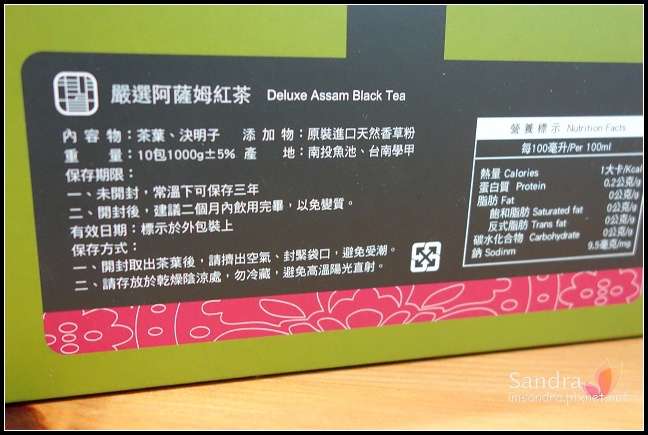 嚴選阿薩姆紅茶 Deluxe Assam Black Tea
內容物：茶葉、決明子 添加物：原裝進口天然香草粉
重量：10包1000g±5% 產地：南投魚池、台南學甲
保存期限：
一、未開封，常溫下可保存三年
二、開封後，建議二個月內飲用完畢，以免變質。
有效日期：標示於外包裝上
保存方式：
一、開封取出茶葉後，請擠出空氣、封緊袋口，避免受潮。
二、請存放於乾燥陰涼處，勿冷藏，避免高溫陽光直射。
營養標示 Nutrition Facts
每100毫升/Per 100ml
熱量 Calories 1大卡/Kcal
蛋白質 Protein 0.2公克/g
脂肪 Fat 0公克/g
飽和脂肪 Saturated fat 0公克/g
反式脂肪 Trans fat 0公克/g
碳水化合物 Carbohydrate 0公克/g
鈉 Sodinm 9.5毫克/mg
Sandra
imsandra.pixnet.net